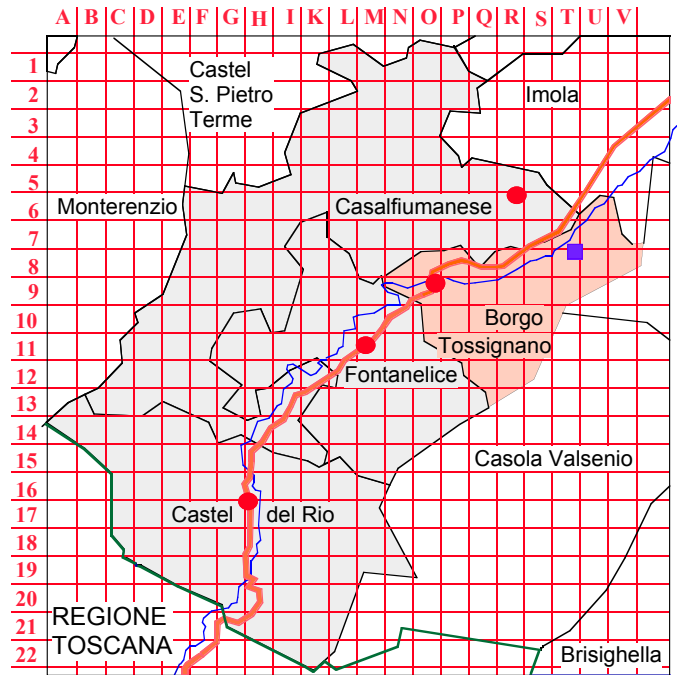 A B C D E F G H I K L M N O P Q R S T U V
1
Castel
S. Pietro
Terme
2
Imola
3
4
5
Monterenzio
6
Casalfiumanese
7
8
9
10
Borgo
11
Tossignano
12
Fontanelice
13
14
15
Casola Valsenio
16
Castel del Rio
17
18
19
20
REGIONE
TOSCANA
21
Brisighella
22